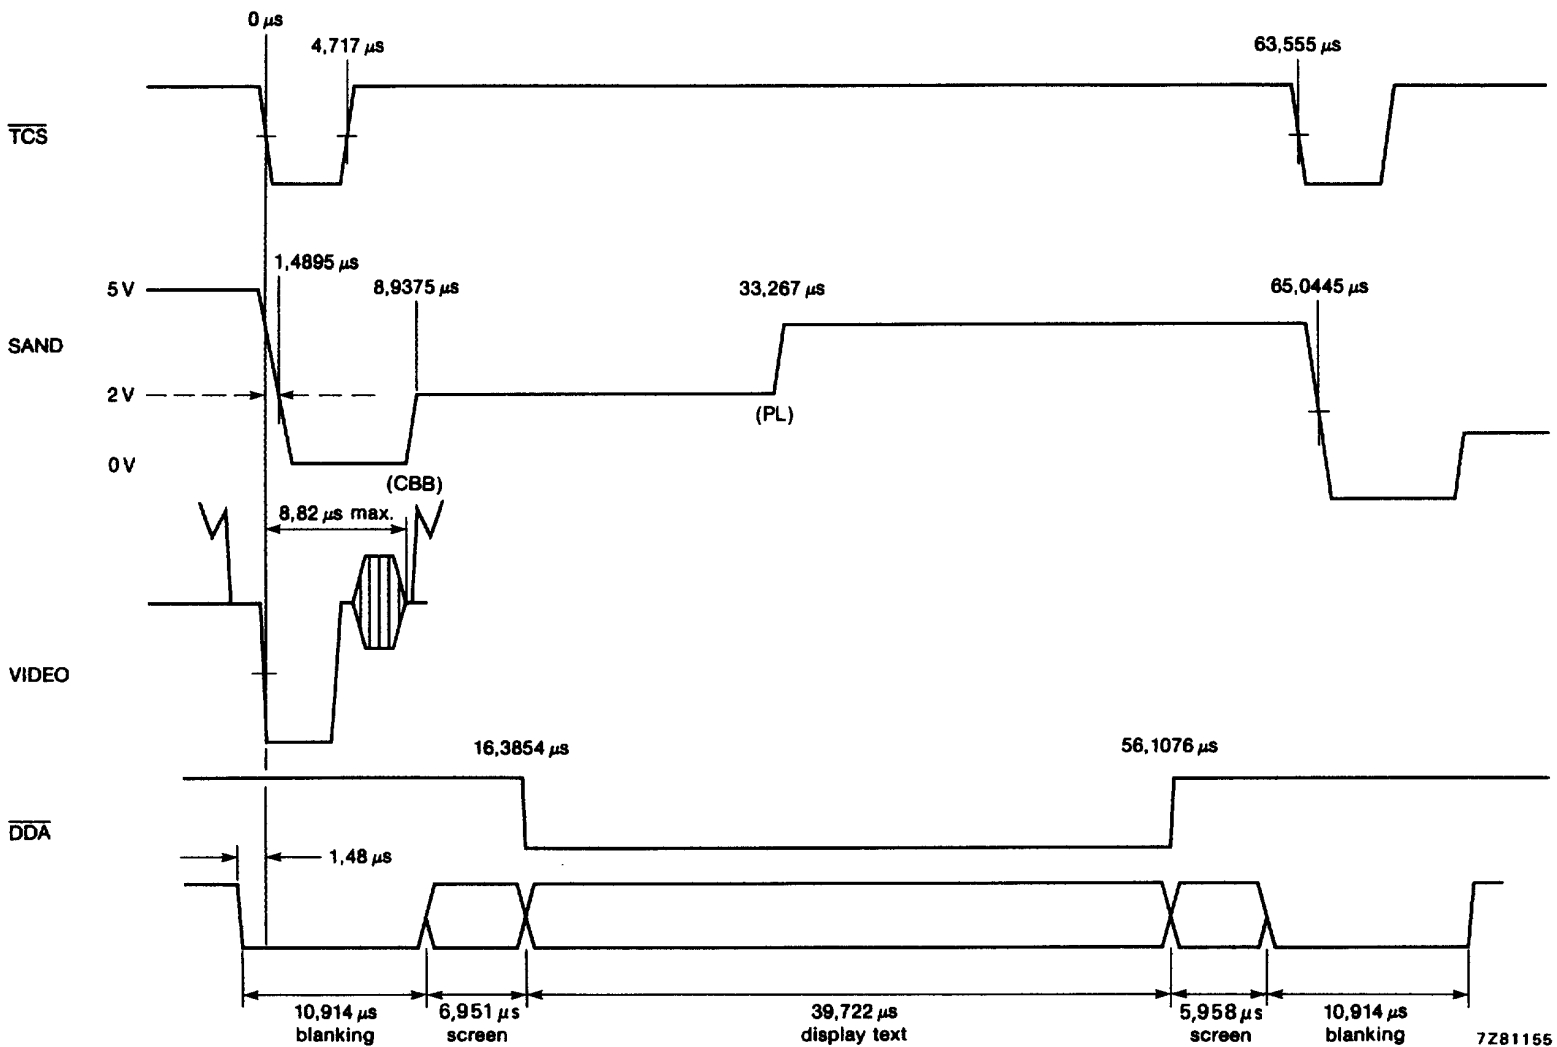 0 µs
4,717 µs
63,555 µs
TCS
1,4895 µs
5 V
8,9375 µs
33,267 µs
65,0445 µs
SAND
2 V
(PL)
0 V
(CBB)
8,82 µs max.
VIDEO
16,3854 µs
56,1076 µs
DDA
1,48 µs
10,914 µs
blanking
6,951 µs
screen
39,722 µs
display text
5,958 µs
screen
10,914 µs
blanking
7Z81155